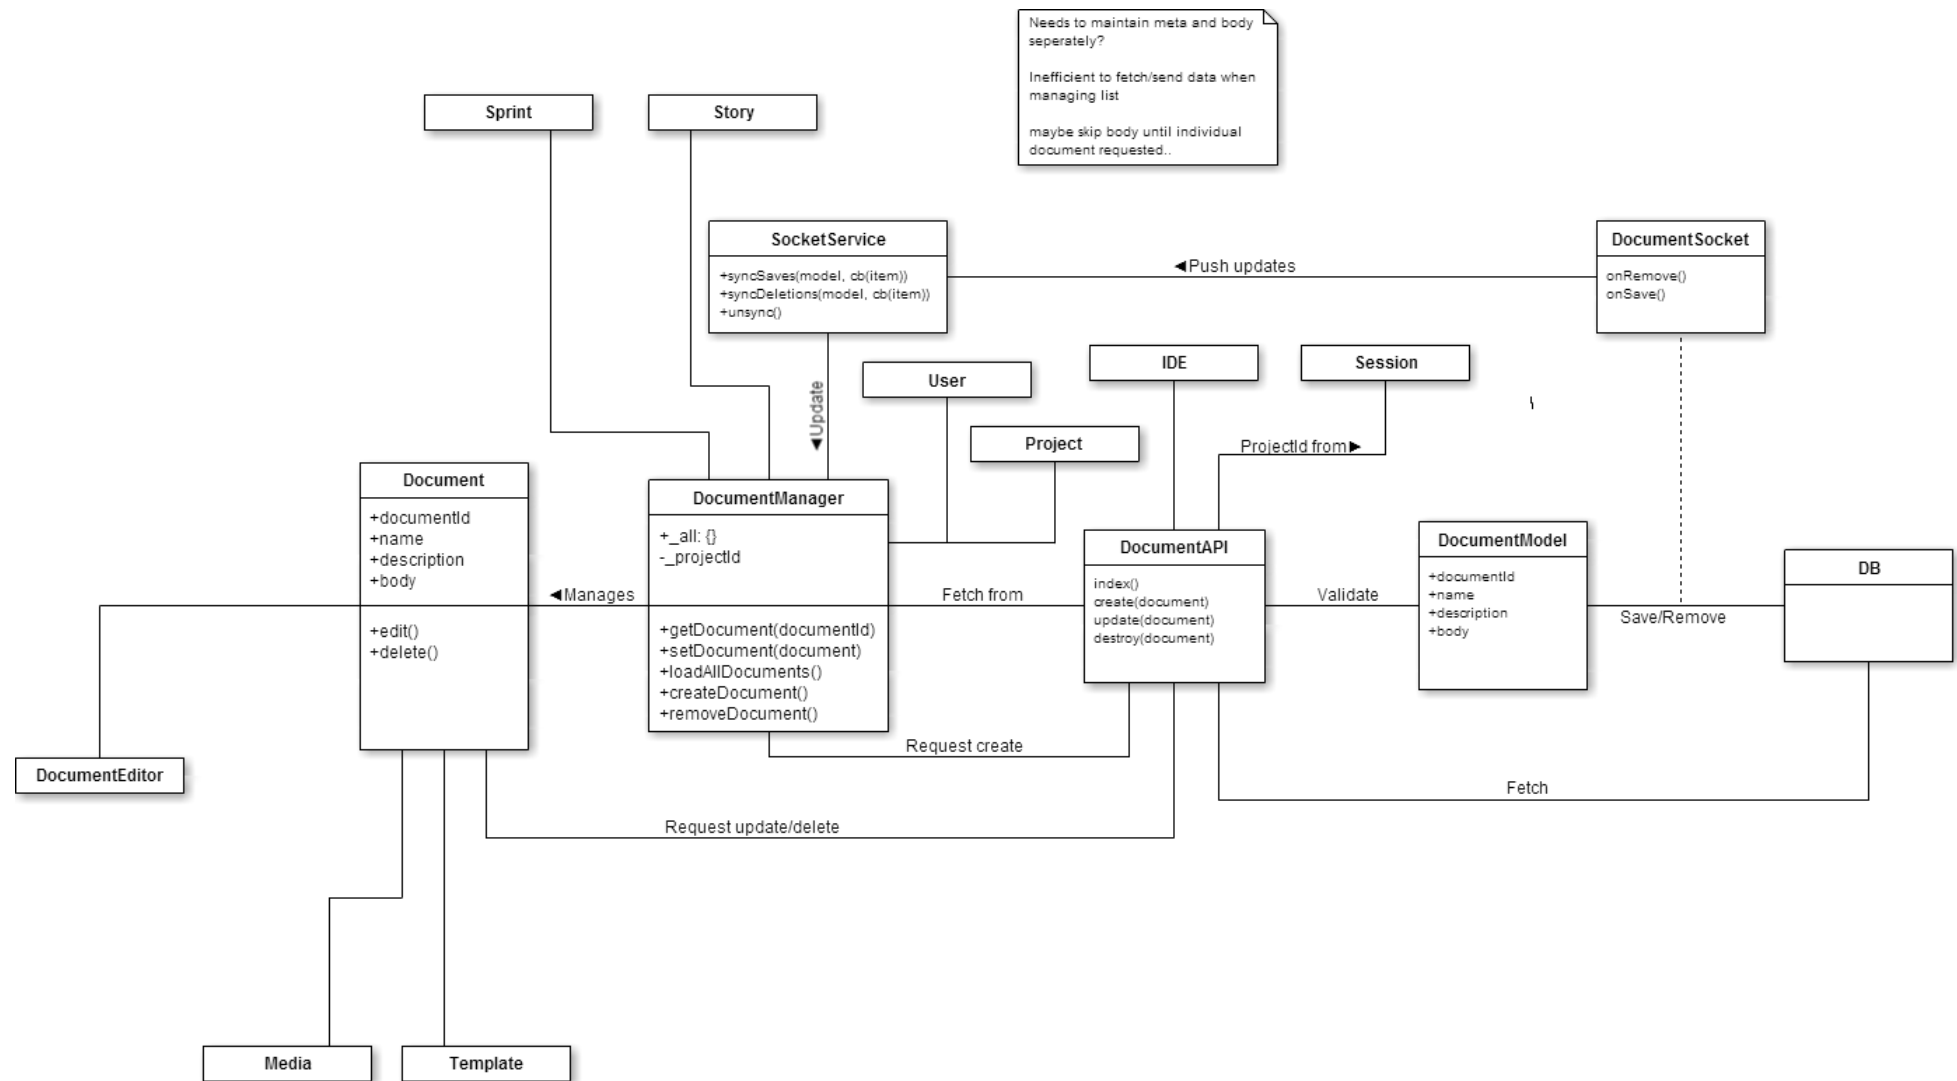 Needs to maintain meta and body
seperately?
Inefficient to fetch/send data when
managing list
maybe skip body until individual
document requested..
Sprint
Story
SocketService
+syncSaves(model, cb(item))
+syncDeletions(model, cb(item))
+unsync()
◄Push updates
DocumentSocket
onRemove()
onSave()
◄Update
User
IDE
Session
Project
ProjectId from►
Document
+documentId
+name
+description
+body
+edit()
+delete()
◄Manages
DocumentManager
+_all: {}
-_projectId
+getDocument(documentId)
+setDocument(document)
+loadAllDocuments()
+createDocument()
+removeDocument()
Fetch from
DocumentAPI
index()
create(document)
update(document)
destroy(document)
Validate
DocumentModel
+documentId
+name
+description
+body
Save/Remove
DB
DocumentEditor
Request create
Fetch
Request update/delete
Media
Template